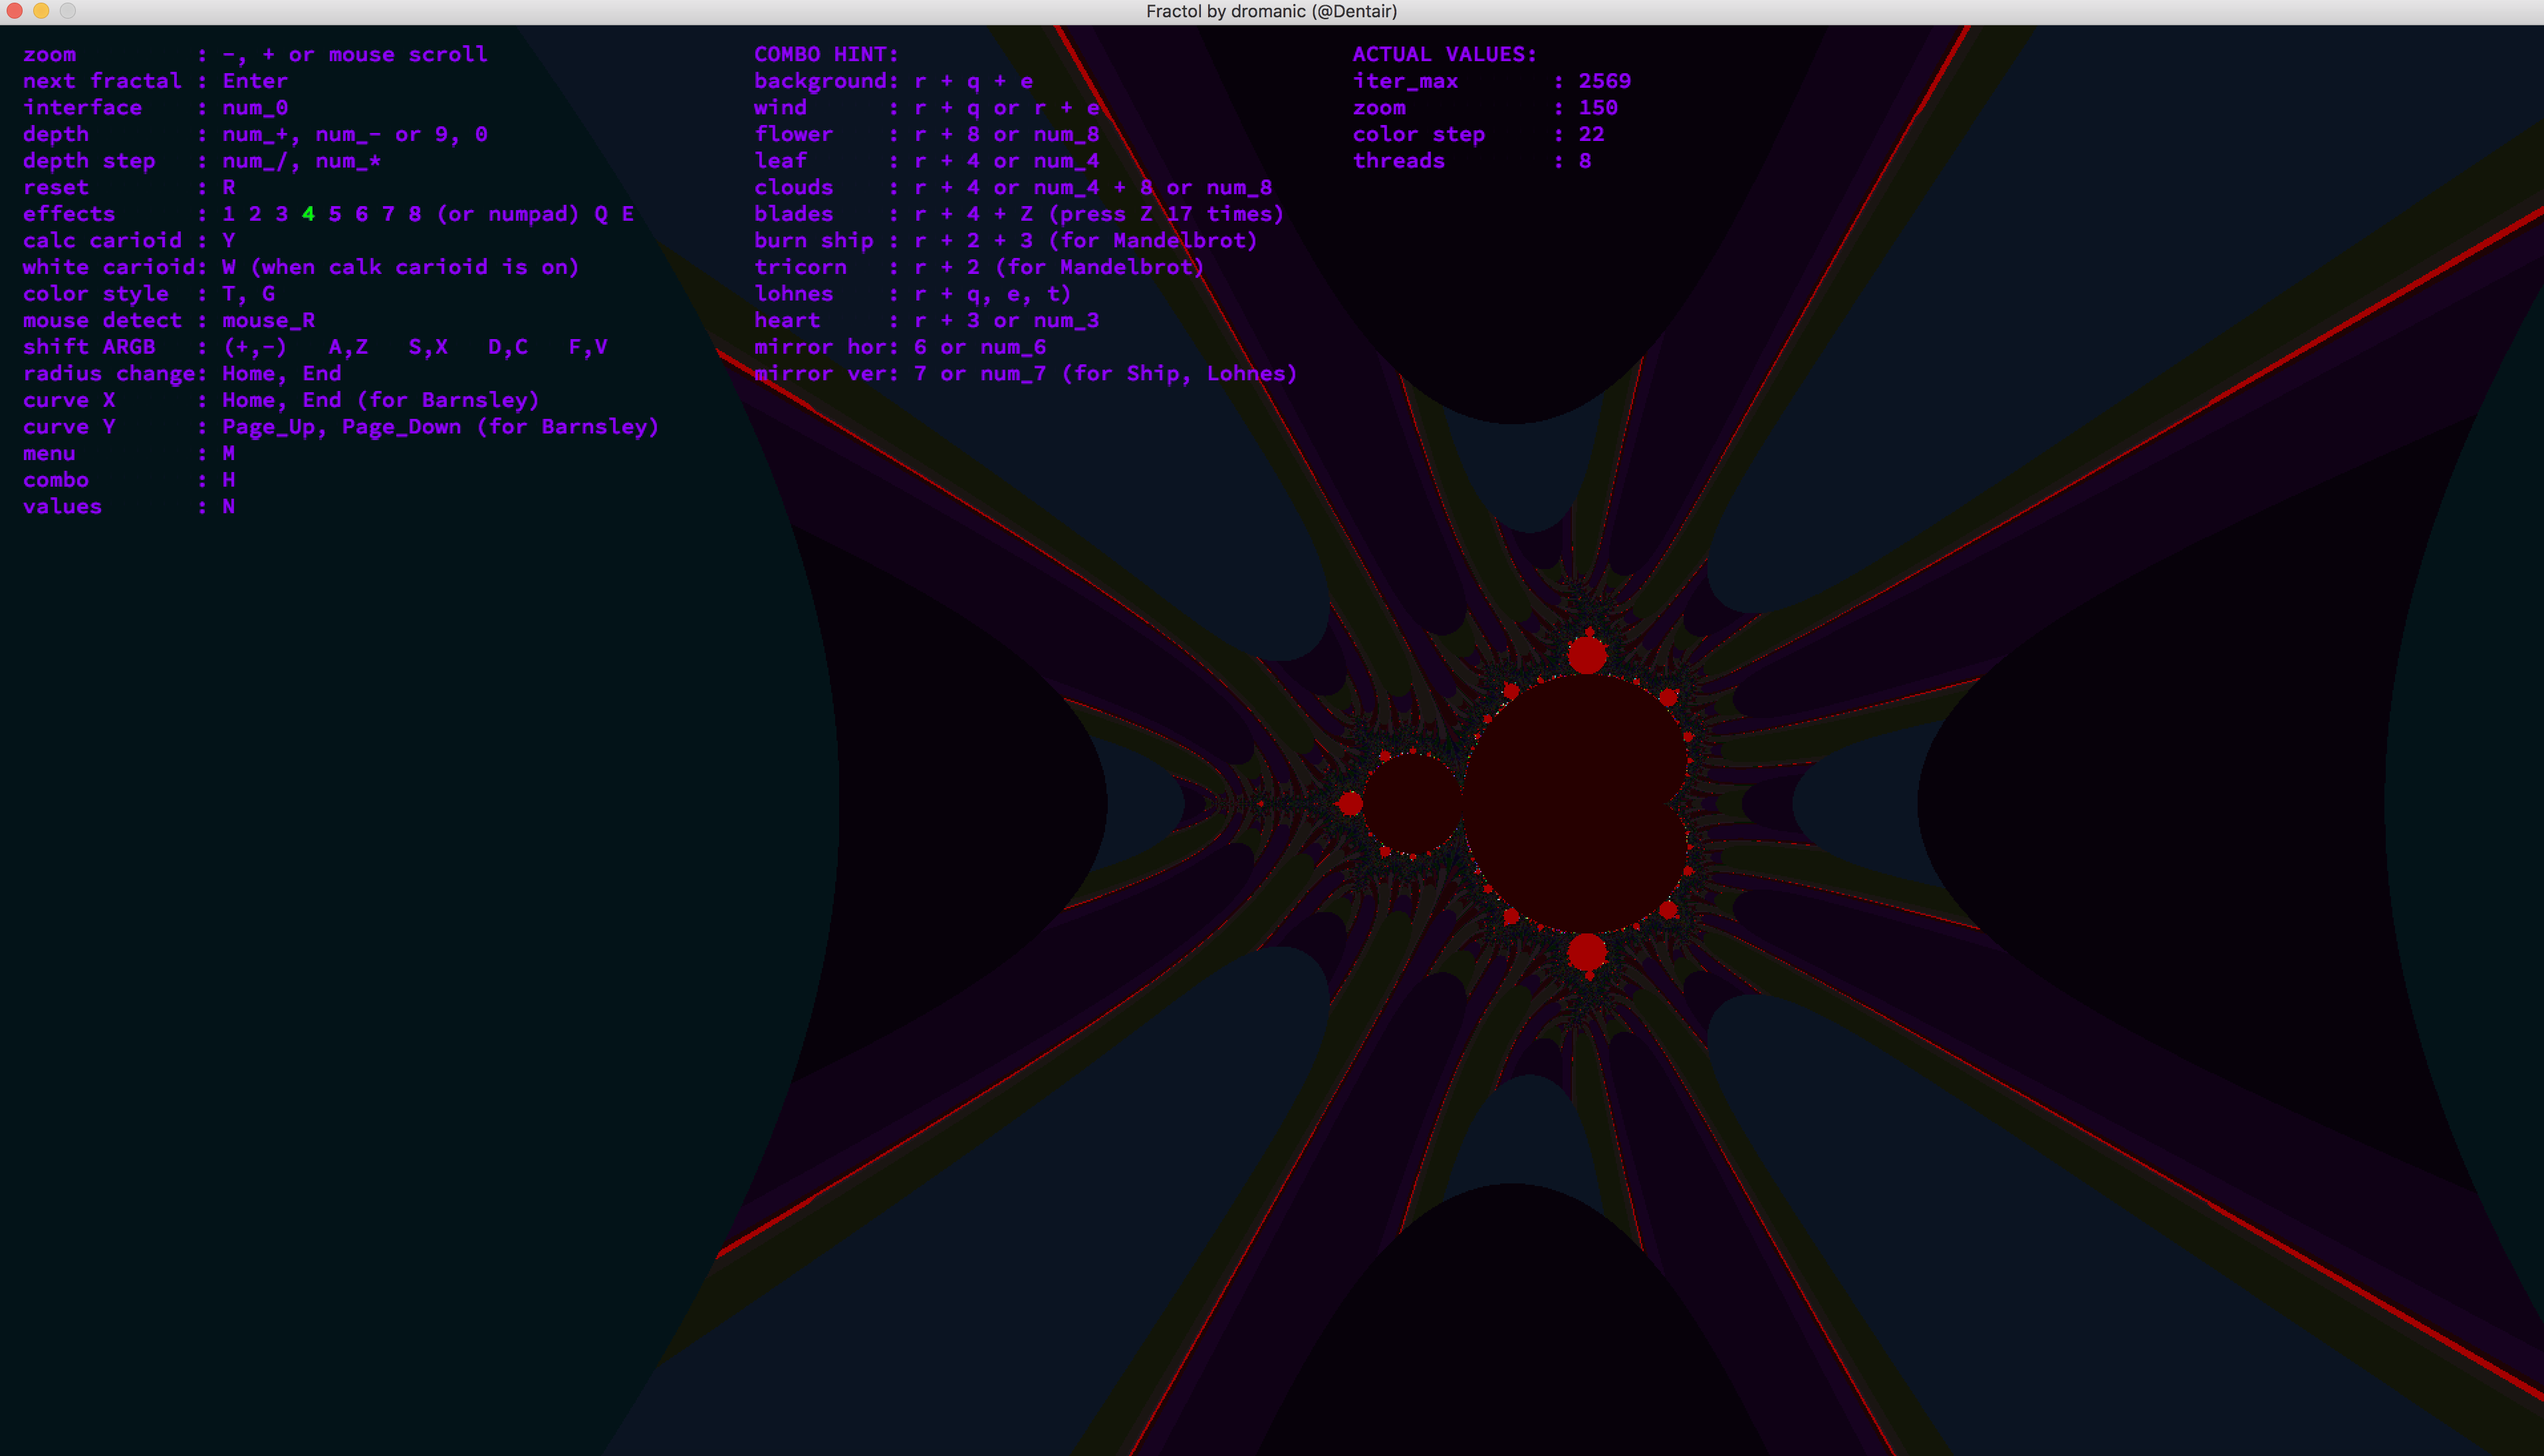 Fractol by dromanic (@Dentair)
zoom : -, + or mouse scroll
next fractal : Enter
interface : num_0
depth : num_+, num_- or 9, 0
depth step : num_/, num_*
reset : R
effects : 1 2 3 4 5 6 7 8 (or numpad) Q E
calc carioid : Y
white carioid: W (when calk carioid is on)
color style : T, G
mouse detect : mouse_R
shift ARGB : (+,-) A,Z S,X D,C F,V
radius change: Home, End
curve X : Home, End (for Barnsley)
curve Y : Page_Up, Page_Down (for Barnsley)
menu : M
combo : H
values : N
COMBO HINT:
background: r + q + e
wind : r + q or r + e
flower : r + 8 or num_8
leaf : r + 4 or num_4
clouds : r + 4 or num_4 + 8 or num_8
blades : r + 4 + Z (press Z 17 times)
burn ship : r + 2 + 3 (for Mandelbrot)
tricorn : r + 2 (for Mandelbrot)
lohnes : r + q, e, t)
heart : r + 3 or num_3
mirror hor: 6 or num_6
mirror ver: 7 or num_7 (for Ship, Lohnes)
ACTUAL VALUES:
iter_max : 2569
zoom : 150
color step : 22
threads : 8